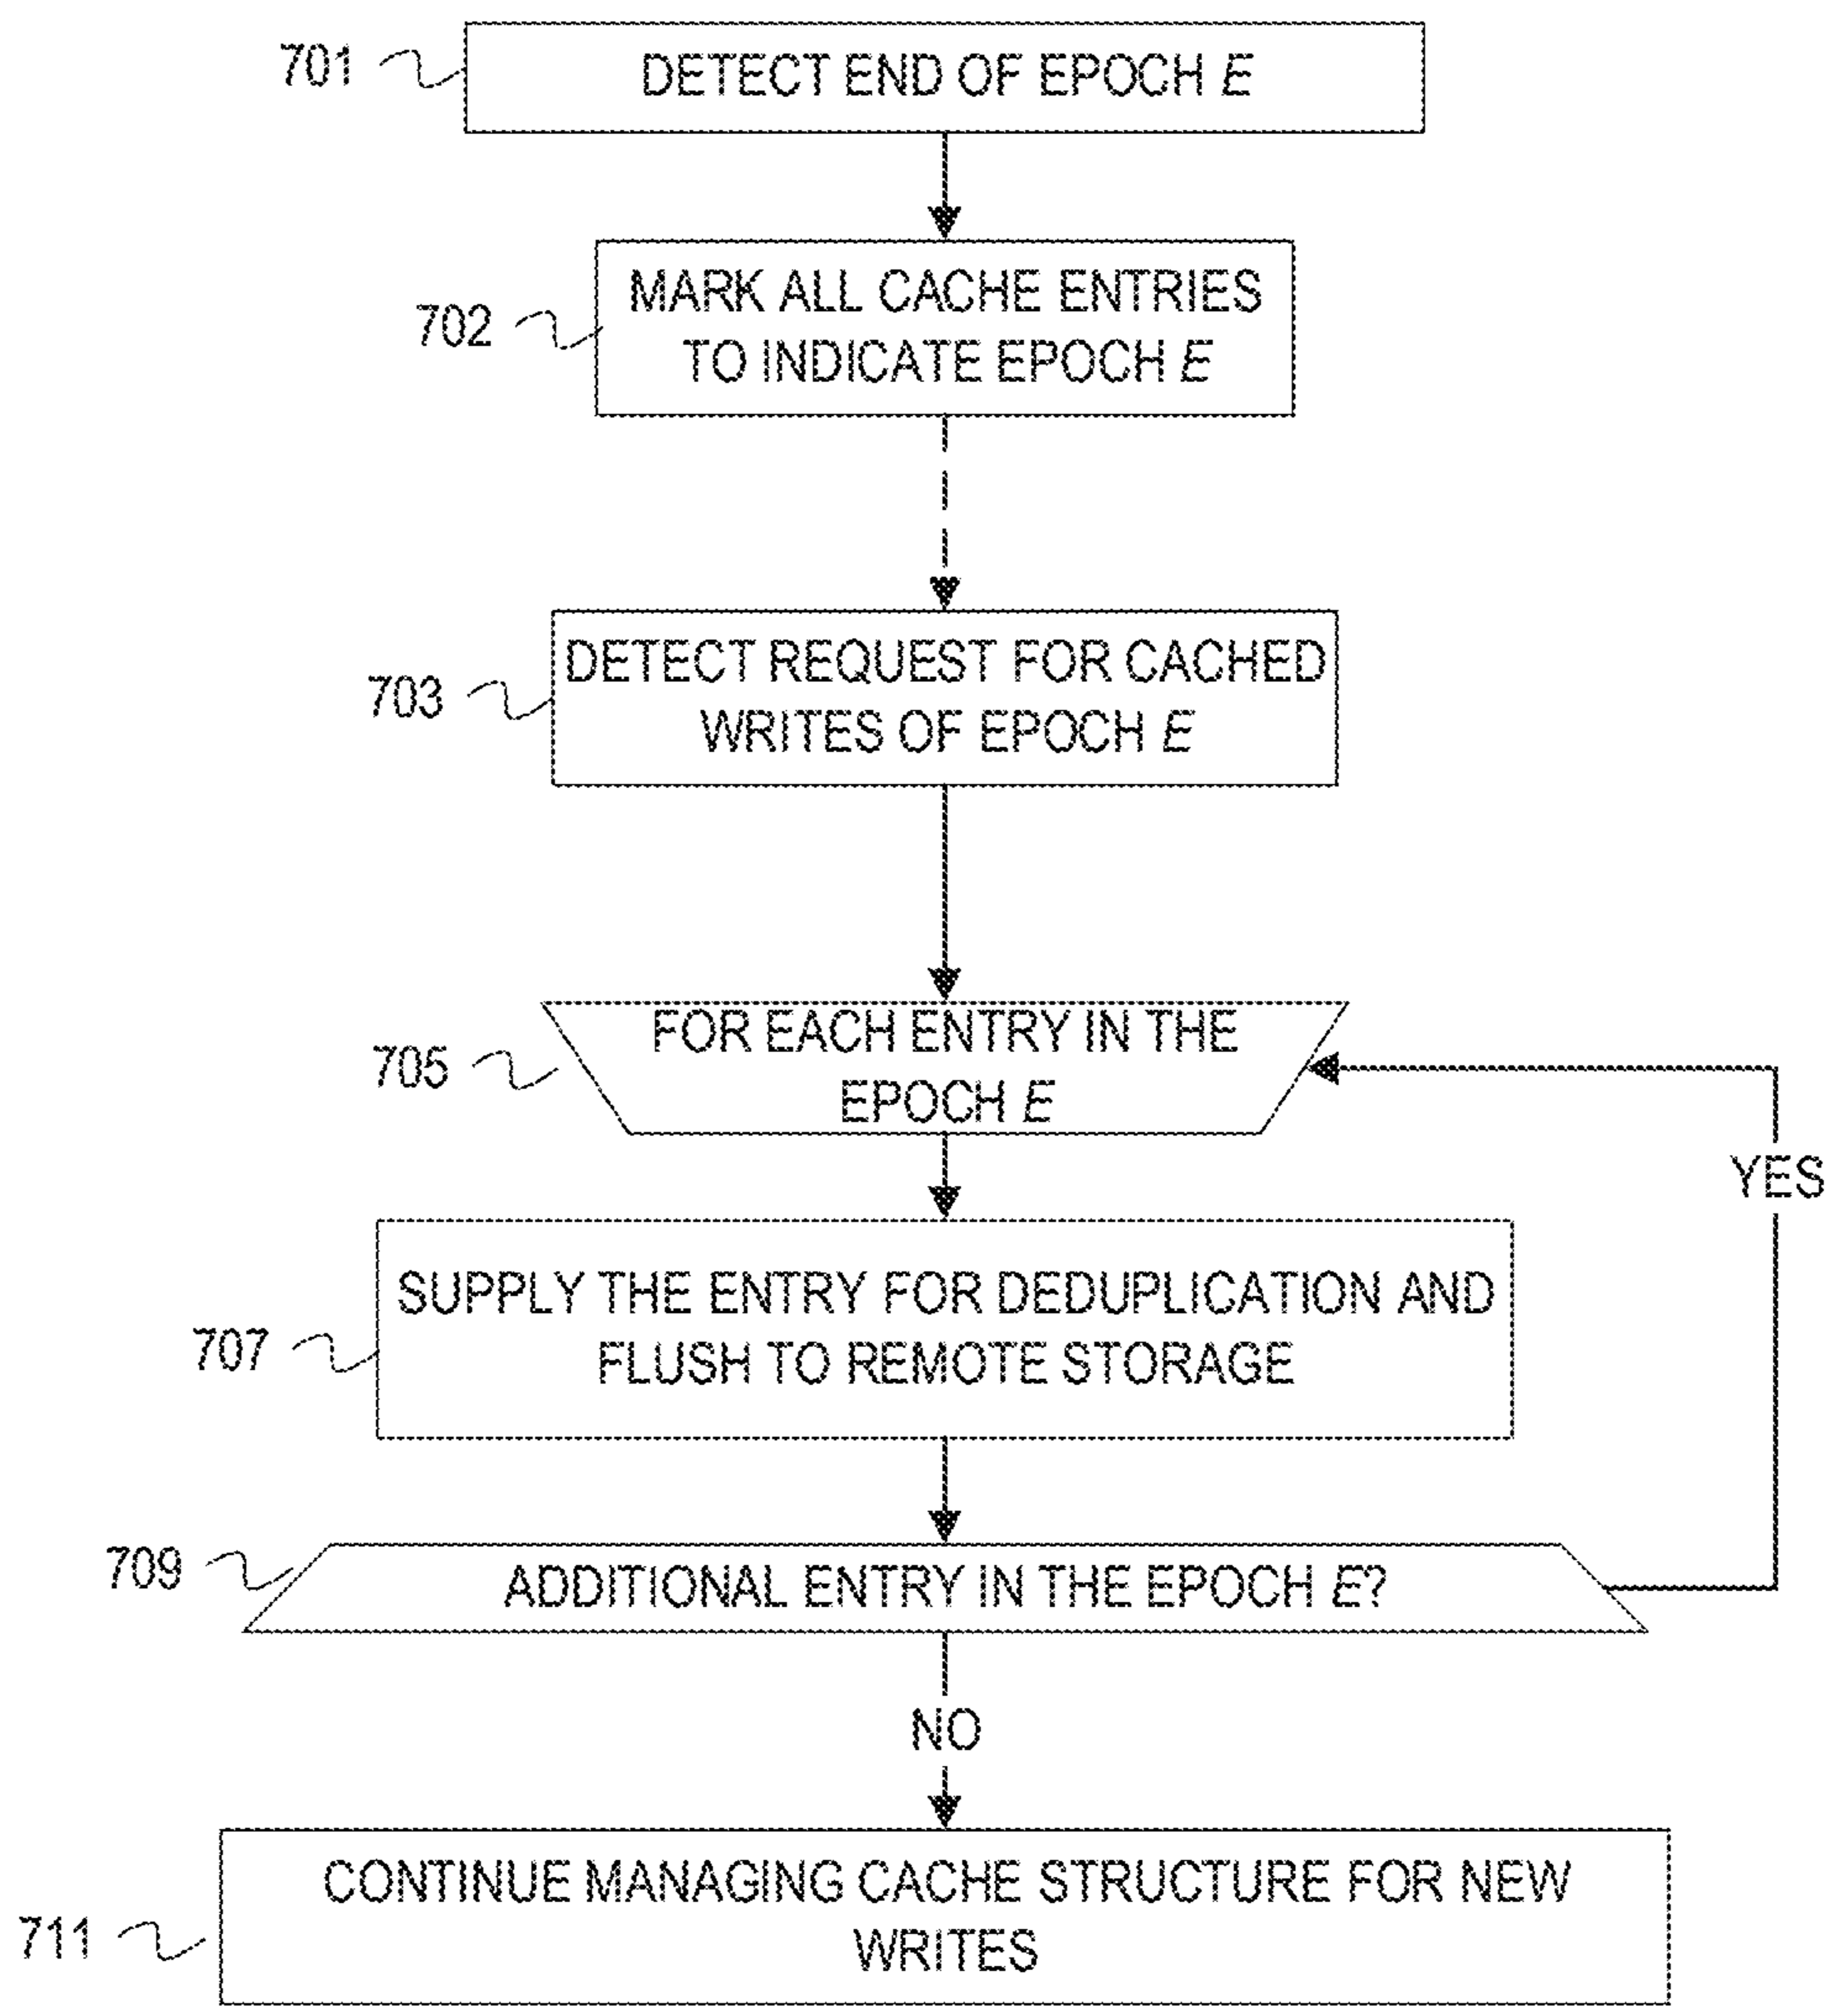 701
DETECT END OF EPOCH E
702
MARK ALL CACHE ENTRIES
TO INDICATE EPOCH E
703
DETECT REQUEST FOR CACHED
WRITES OF EPOCH E
705
FOR EACH ENTRY IN THE
EPOCH E
YES
707
SUPPLY THE ENTRY FOR DEDUPLICATION AND
FLUSH TO REMOTE STORAGE
709
ADDITIONAL ENTRY IN THE EPOCH E?
NO
711
CONTINUE MANAGING CACHE STRUCTURE FOR NEW
WRITES